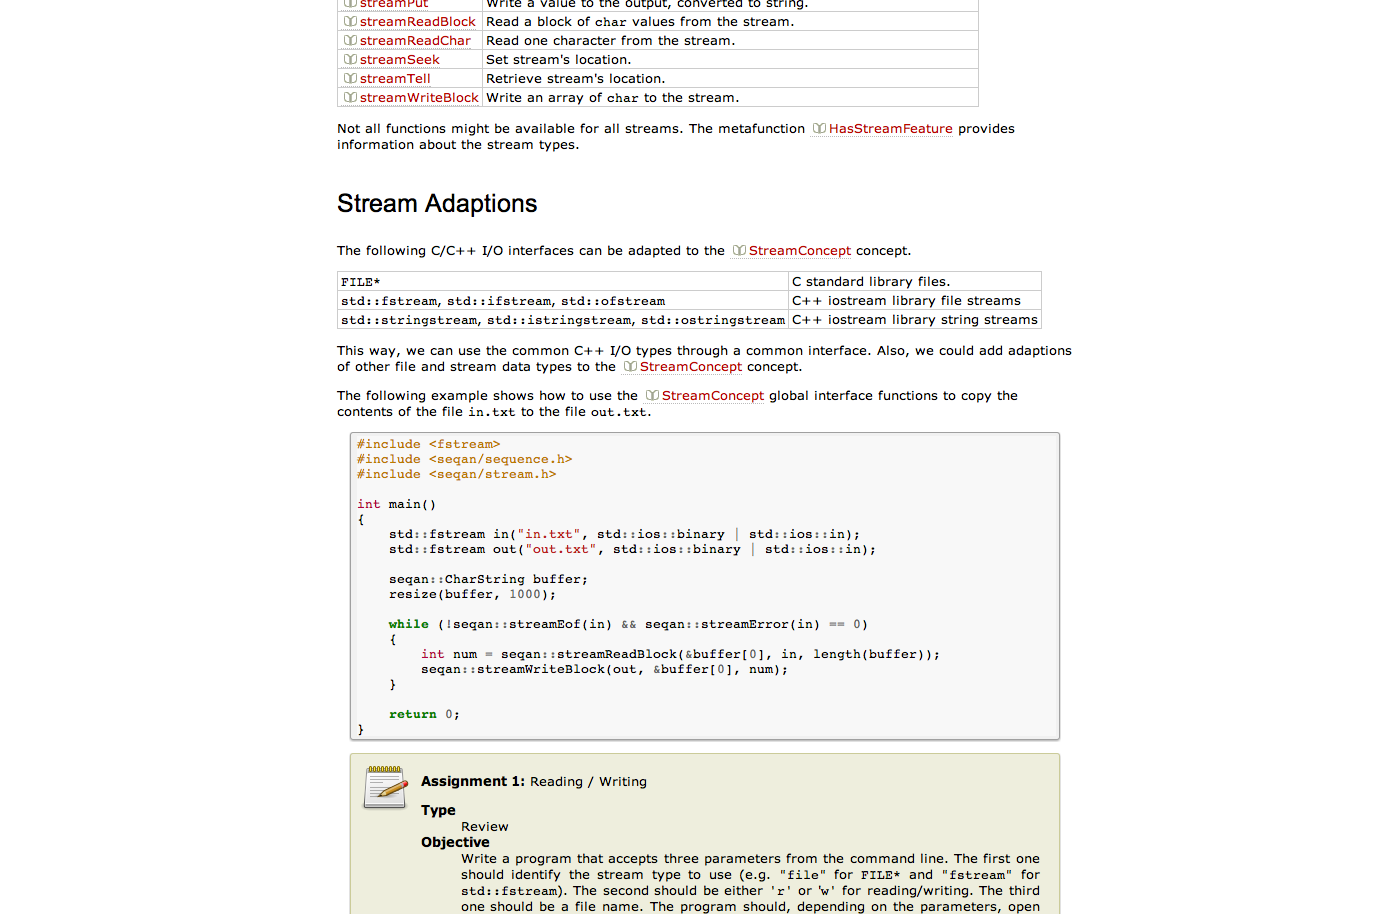 streamPut Write a value to the output, converted to string.
streamReadBlock Read a block of char values from the stream.
streamReadChar Read one character from the stream.
streamSeek Set stream's location.
streamTell Retrieve stream's location.
streamWriteBlock Write an array of char to the stream.
Not all functions might be available for all streams. The metafunction HasStreamFeature provides
information about the stream types.
Stream Adaptions
The following C/C++ I/O interfaces can be adapted to the StreamConcept concept.
FILE* C standard library files.
std::fstream, std::ifstream, std::ofstream C++ iostream library file streams
std::stringstream, std::istringstream, std::ostringstream C++ iostream library string streams
This way, we can use the common C++ I/O types through a common interface. Also, we could add adaptions
of other file and stream data types to the StreamConcept concept.
The following example shows how to use the StreamConcept global interface functions to copy the
contents of the file in.txt to the file out.txt.
#include <fstream>
#include <seqan/sequence.h>
#include <seqan/stream.h>
int main()
{
std::fstream in("in.txt", std::ios::binary | std::ios::in);
std::fstream out("out.txt", std::ios::binary | std::ios::in);
seqan::CharString buffer;
resize(buffer, 1000);
while (!seqan::streamEof(in) && seqan::streamError(in) == 0)
{
int num = seqan::streamReadBlock(&buffer[0], in, length(buffer));
seqan::streamWriteBlock(out, &buffer[0], num);
}
return 0;
}
Assignment 1: Reading / Writing
Type
Review
Objective
Write a program that accepts three parameters from the command line. The first one
should identify the stream type to use (e.g. "file" for FILE* and "fstream" for
std::fstream). The second should be either 'r' or 'w' for reading/writing. The third
one should be a file name. The program should, depending on the parameters, open